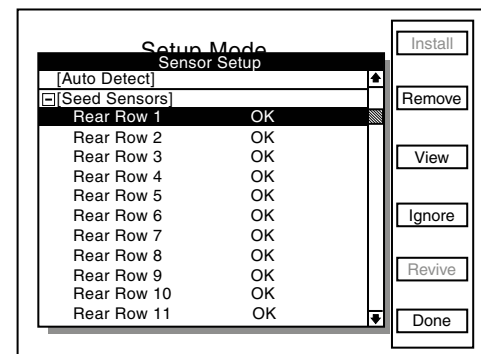 Setup Mode
Sensor Setup
[Auto Detect]
[Seed Sensors]
Rear Row 1 OK
Rear Row 2 OK
Rear Row 3 OK
Rear Row 4 OK
Rear Row 5 OK
Rear Row 6 OK
Rear Row 7 OK
Rear Row 8 OK
Rear Row 9 OK
Rear Row 10 OK
Rear Row 11 OK
Install
Remove
View
Ignore
Revive
Done